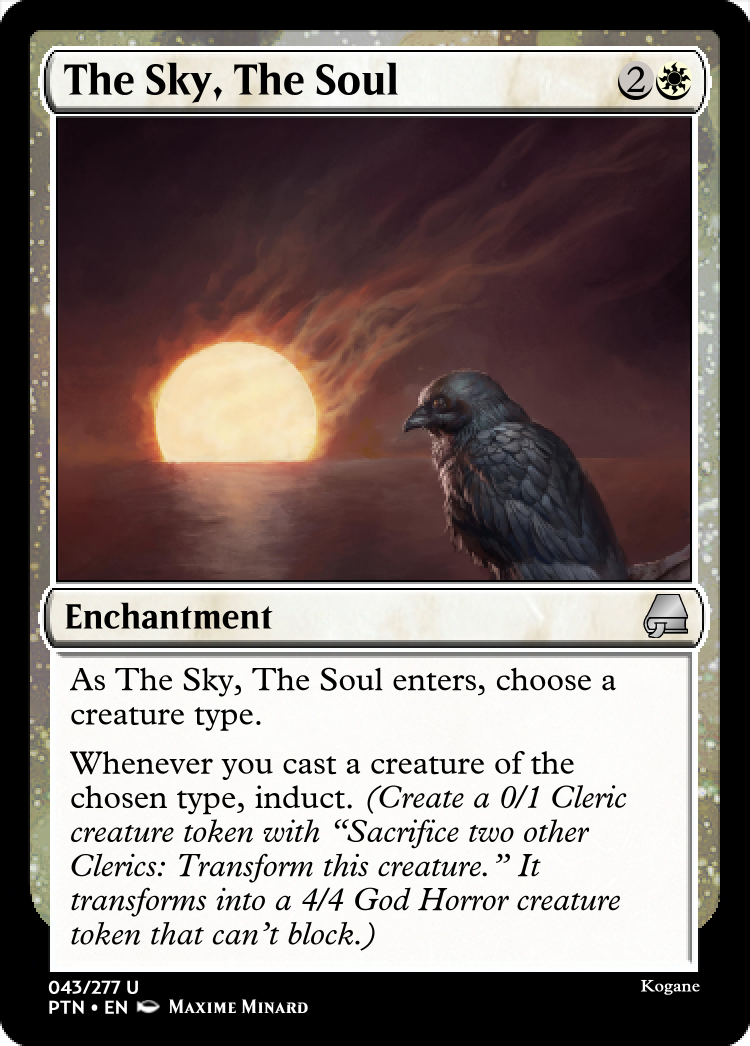 The Sky, The Soul 2
Enchantment
As The Sky, The Soul enters, choose a
creature type.
Whenever you cast a creature of the
chosen type, induct. (Create a 0/1 Cleric
creature token with “Sacrifice two other
Clerics: Transform this creature.” It
transforms into a 4/4 God Horror creature
token that can’t block.)
043/277 U
Kogane
PTN • EN MAXIME MINARD